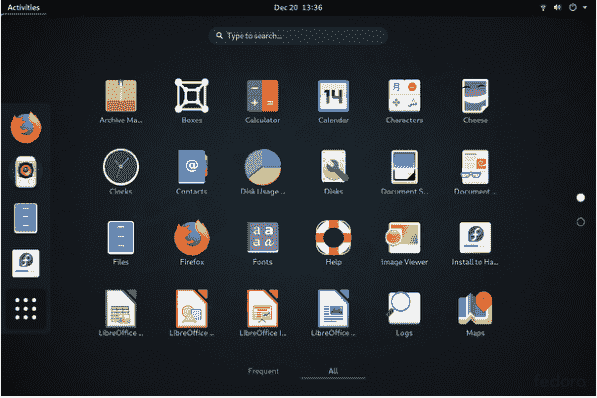 Activities
Dec 20 13:36
Type to search...
Archive Ma...
Boxes
Calculator
Calendar
Characters
Cheese
Clocks
Contacts
Disk Usage ...
Disks
Document S...
Document ...
Files
Firefox
Fonts
Help
Image Viewer
Install to Ha...
LibreOffice ...
LibreOffice ...
LibreOffice I...
LibreOffice ...
Logs
Maps
Frequent
All
fedora